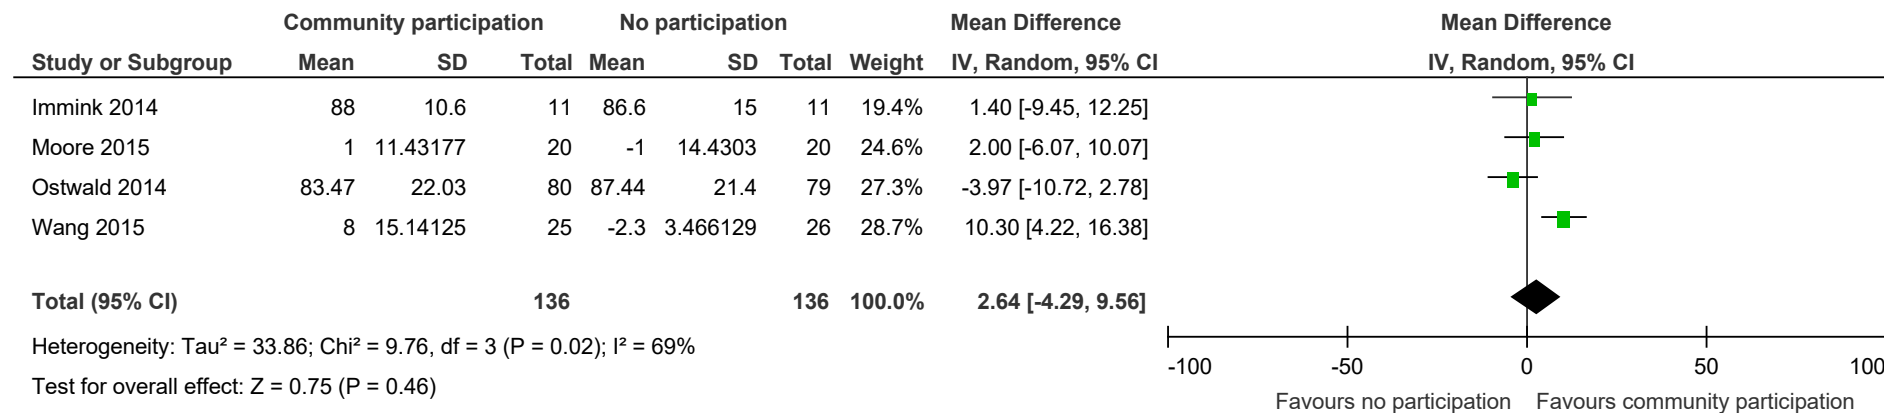 Community participation No participation Mean Difference Mean Difference
Study or Subgroup Mean SD Total Mean SD Total Weight IV, Random, 95% CI IV, Random, 95% CI
Immink 2014 88 10.6 11 86.6 15 11 19.4% 1.40 [-9.45, 12.25]
Moore 2015 1 11.43177 20 -1 14.4303 20 24.6% 2.00 [-6.07, 10.07]
Ostwald 2014 83.47 22.03 80 87.44 21.4 79 27.3% -3.97 [-10.72, 2.78]
Wang 2015 8 15.14125 25 -2.3 3.466129 26 28.7% 10.30 [4.22, 16.38]
Total (95% CI) 136 136 100.0% 2.64 [-4.29, 9.56]
Heterogeneity: Tau² = 33.86; Chi² = 9.76, df = 3 (P = 0.02); I² = 69%
Test for overall effect: Z = 0.75 (P = 0.46)
-100 -50 0 50 100
Favours no participation Favours community participation